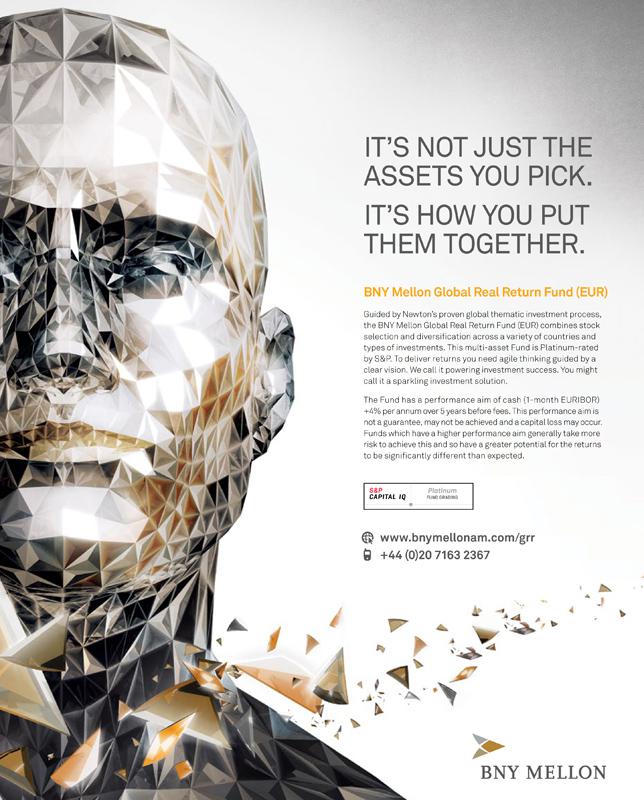 IT'S NOT JUST THE
ASSETS YOU PICK.
IT'S HOW YOU PUT
THEM TOGETHER.
BNY Mellon Global Real Return Fund (EUR)
Guided by Newton's proven global thematic investment process,
the BNY Mellon Global Real Return Fund (EUR) combines stock
selection and diversification across a variety of countries and
types of investments. This multi-asset Fund is Platinum-rated
by S&P. To deliver returns you need agile thinking guided by a
clear vision. We call it powering investment success. You might
call it a sparkling investment solution.
The Fund has a performance aim of cash (1-month EURIBOR)
+4% per annum over 5 years before fees. This performance aim is
not a guarantee, may not be achieved and a capital loss may occur.
Funds which have a higher performance aim generally take more
risk to achieve this and so have a greater potential for the returns
to be significantly different than expected.
S&P Platinum
CAPITAL IQ FUND GRADING
®
www.bnymellonam.com/grr
+44 (0)20 7163 2367
BNY MELLON